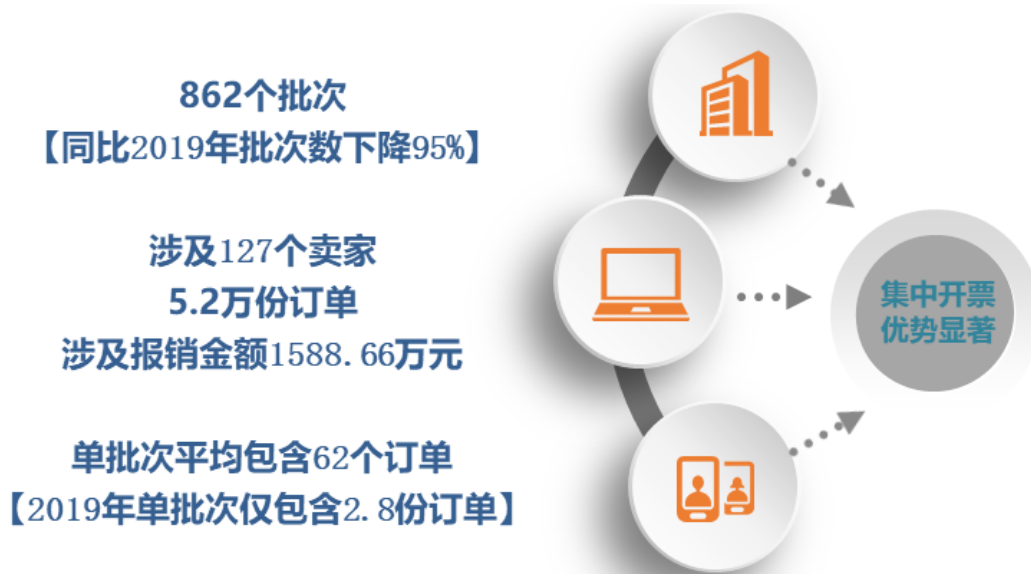 862个批次
【同比2019年批次数下降95%】
涉及127个卖家
5.2万份订单
涉及报销金额1588.66万元
单批次平均包含62个订单
【2019年单批次仅包含2.8份订单】
集中开票
优势显著